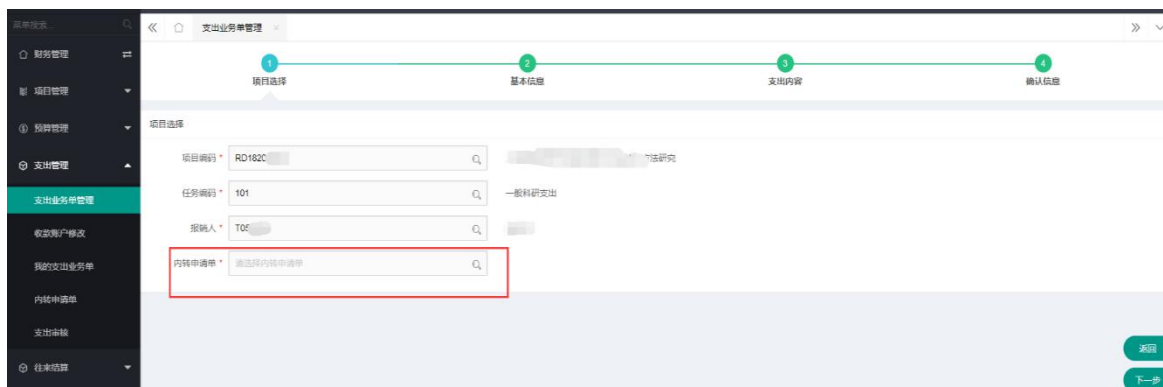 菜单搜索...
财务管理
项目管理
预算管理
支出管理
支出业务单管理
收款账户修改
我的支出业务单
内转申请单
支出审核
往来结算
支出业务单管理
1
2
3
4
项目选择
基本信息
支出内容
确认信息
项目选择
项目编码 * RD1820
方法研究
任务编码 * 101
一般科研支出
报销人 * T05
内转申请单 * 请选择内转申请单
返回
下一步